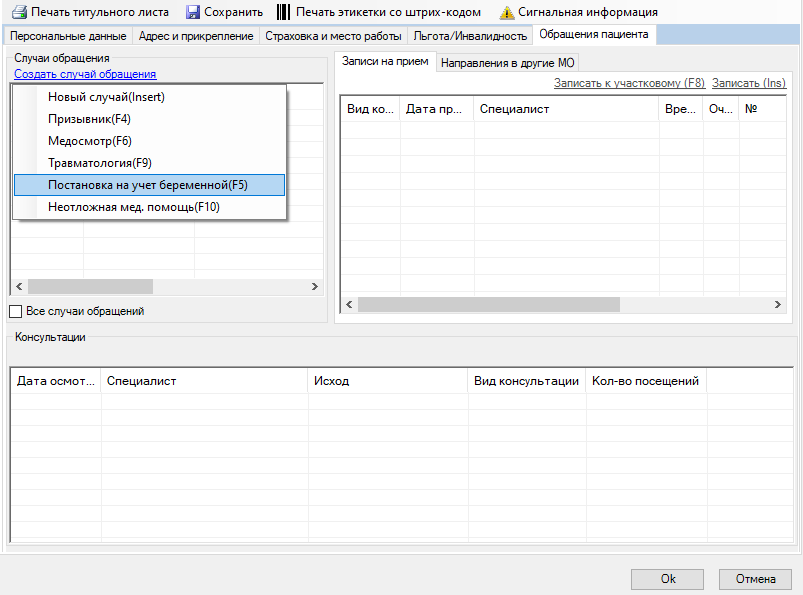 Печать титульного листа Сохранить Печать этикетки со штрих-кодом Сигнальная информация
Персональные данные Адрес и прикрепление Страховка и место работы Льгота/Инвалидность Обращения пациента
Случаи обращения
Создать случай обращения
Новый случай(Insert)
Призывник(F4)
Медосмотр(F6)
Травматология(F9)
Постановка на учет беременной(F5)
Неотложная мед. помощь(F10)
Все случаи обращений
Записи на прием Направления в другие МО
Записать к участковому (F8) Записать (Ins)
Вид ко... Дата пр... Специалист Вре... Оч... №
Консультации
Дата осмот... Специалист Исход Вид консультации Кол-во посещений
Ok Отмена